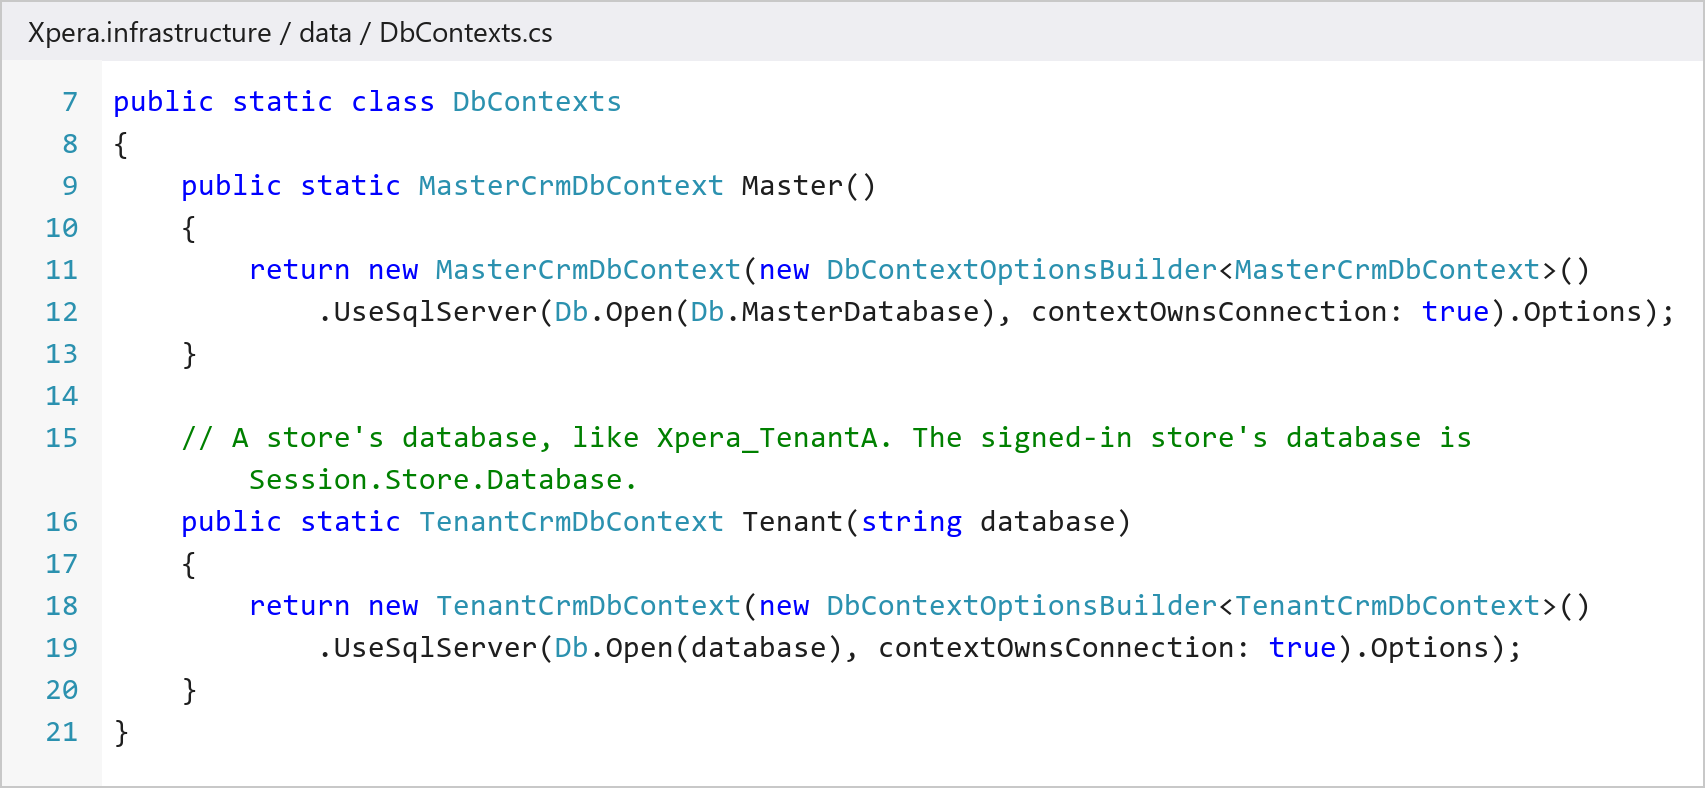 Xpera.infrastructure / data / DbContexts.cs
7 public static class DbContexts
8 {
9     public static MasterCrmDbContext Master()
10     {
11         return new MasterCrmDbContext(new DbContextOptionsBuilder<MasterCrmDbContext>()
12             .UseSqlServer(Db.Open(Db.MasterDatabase), contextOwnsConnection: true).Options);
13     }
14
15     // A store's database, like Xpera_TenantA. The signed-in store's database is
        Session.Store.Database.
16     public static TenantCrmDbContext Tenant(string database)
17     {
18         return new TenantCrmDbContext(new DbContextOptionsBuilder<TenantCrmDbContext>()
19             .UseSqlServer(Db.Open(database), contextOwnsConnection: true).Options);
20     }
21 }